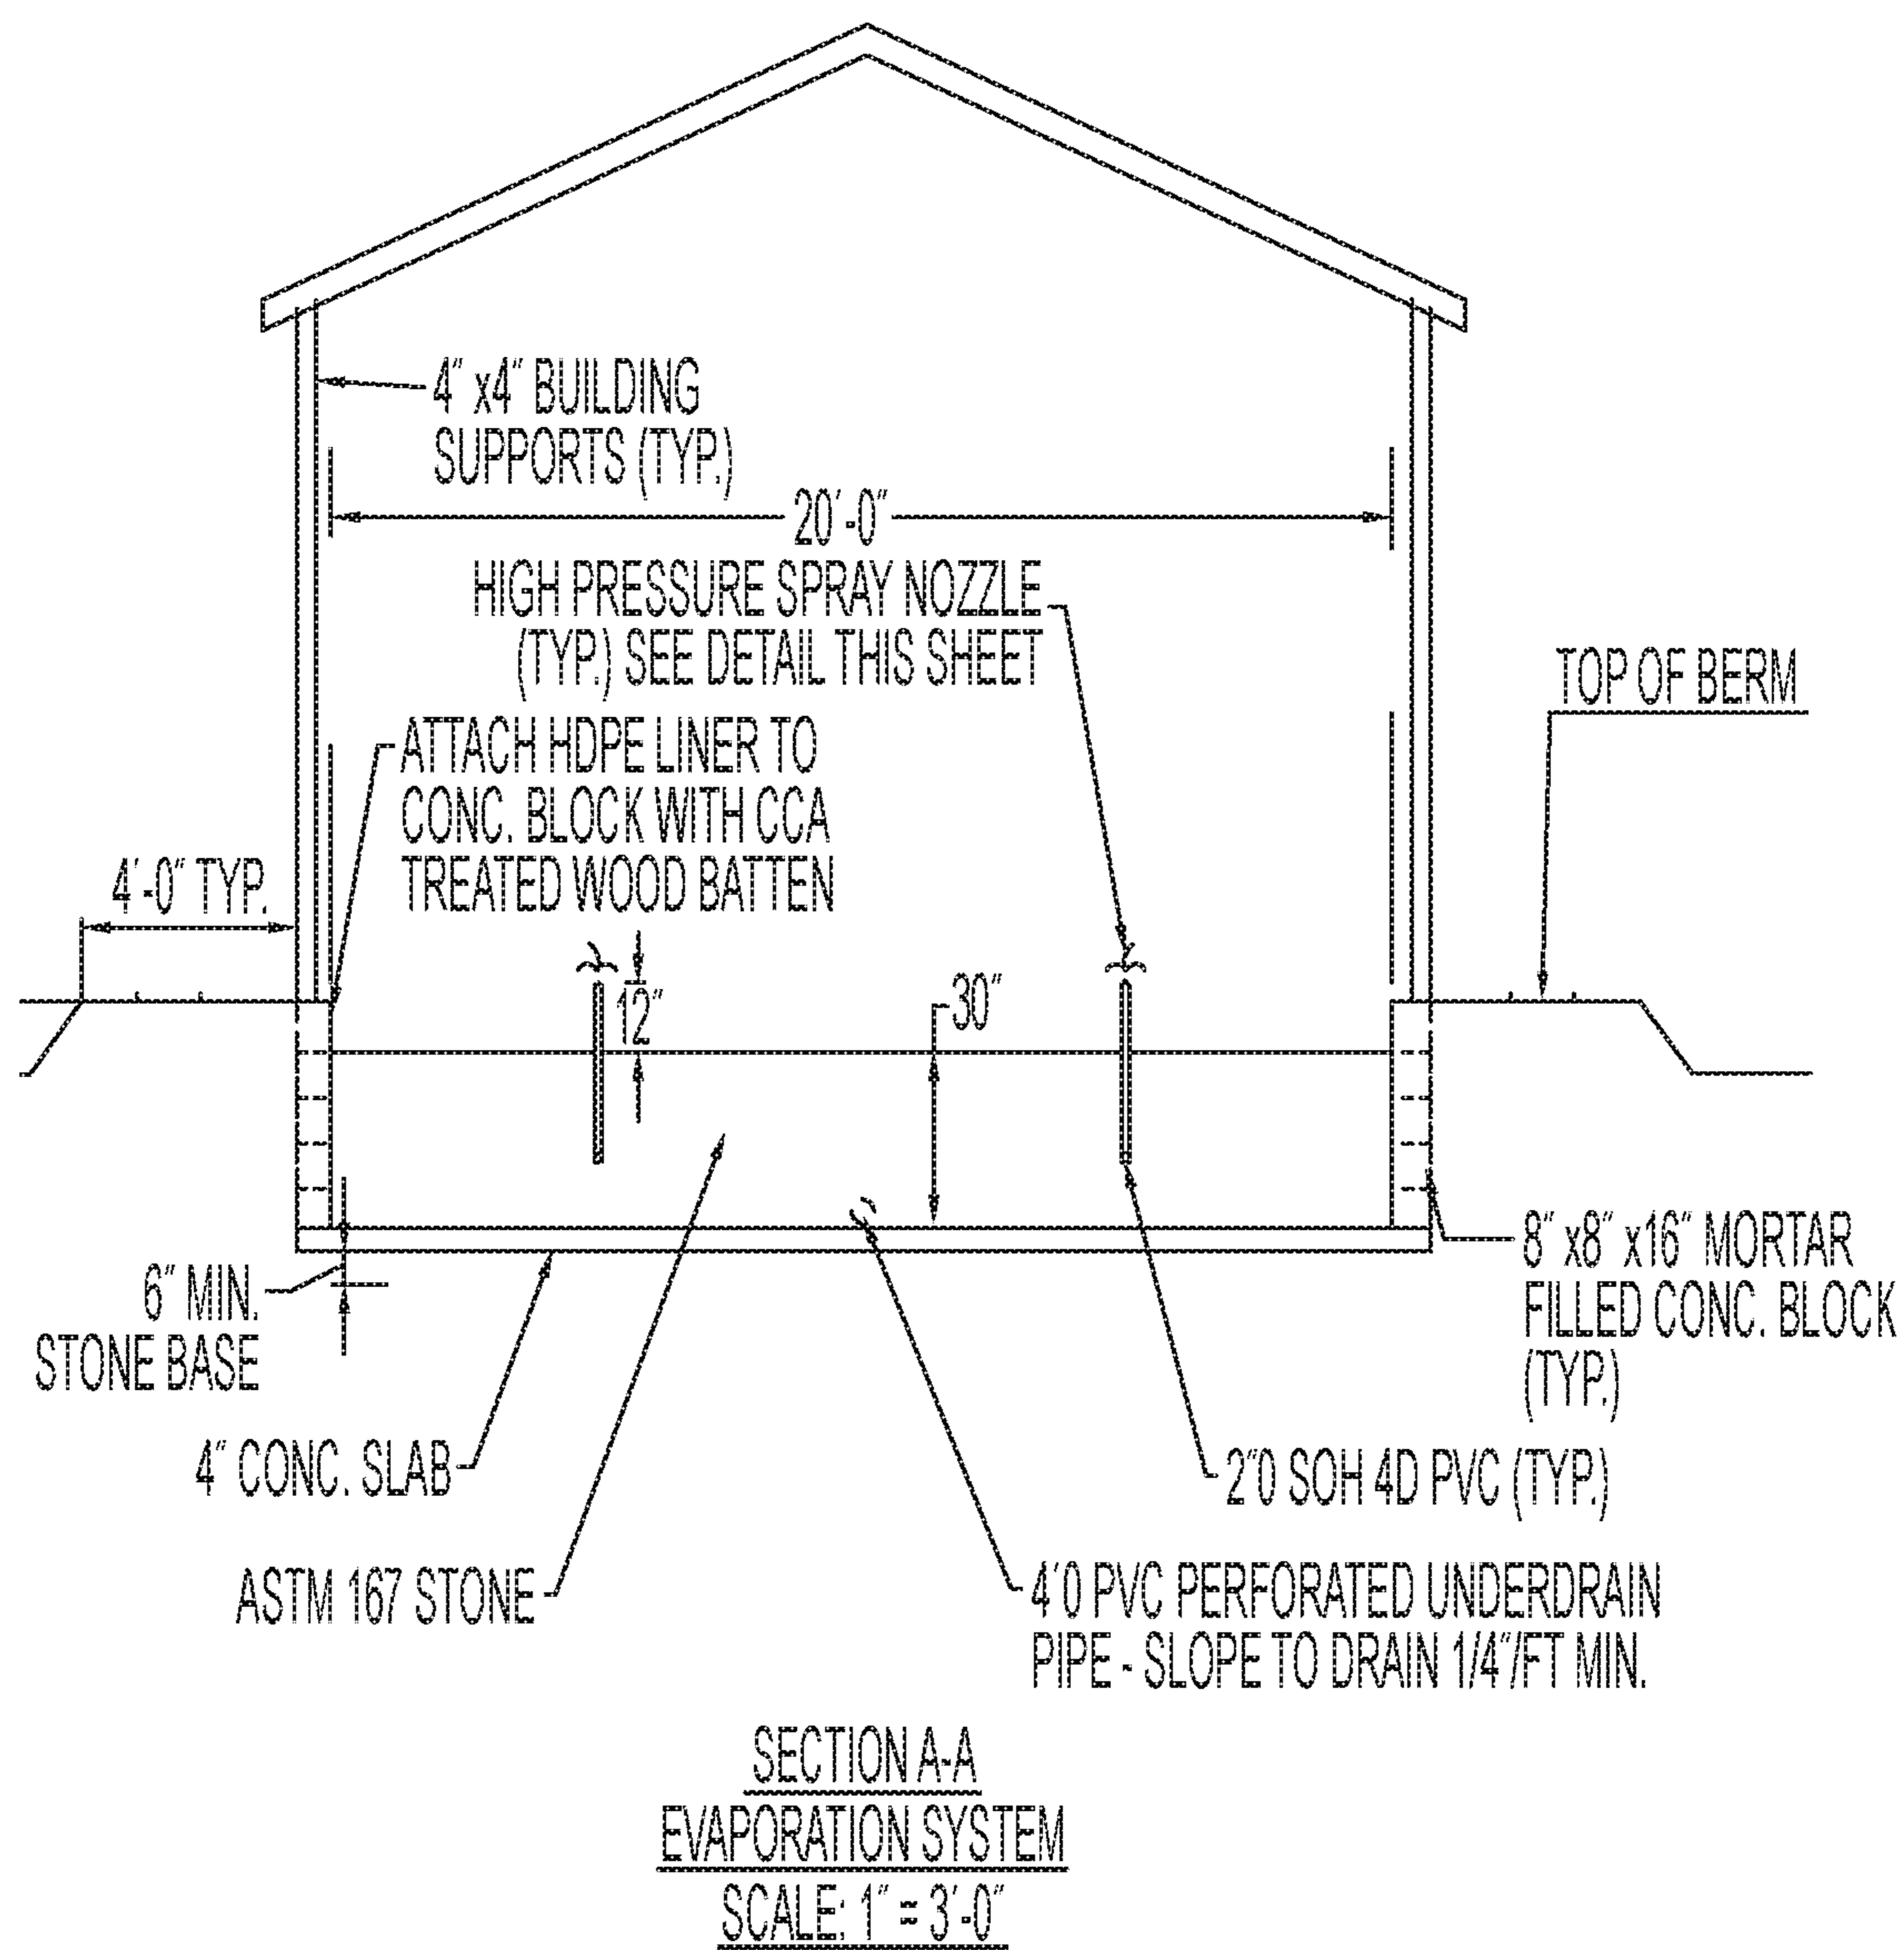 4" x4" BUILDING
SUPPORTS (TYP.)
20'-0"
HIGH PRESSURE SPRAY NOZZLE
(TYP.) SEE DETAIL THIS SHEET
TOP OF BERM
ATTACH HDPE LINER TO
CONC. BLOCK WITH CCA
TREATED WOOD BATTEN
4'-0" TYP.
12"
30"
6" MIN.
STONE BASE
8" x8" x16" MORTAR
FILLED CONC. BLOCK
(TYP.)
4" CONC. SLAB
2"0 SOH 4D PVC (TYP.)
ASTM 167 STONE
4'0 PVC PERFORATED UNDERDRAIN
PIPE - SLOPE TO DRAIN 1/4"/FT MIN.
SECTION A-A
EVAPORATION SYSTEM
SCALE: 1" = 3'-0"